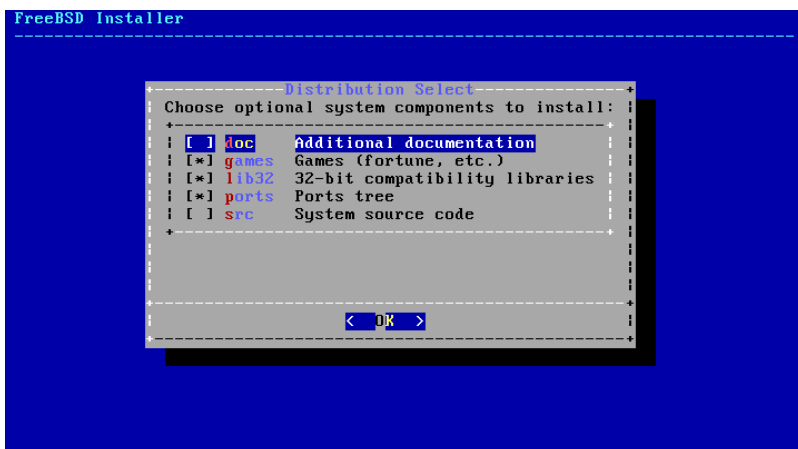 FreeBSD Installer
Distribution Select
Choose optional system components to install:
[ ] doc Additional documentation
[*] games Games (fortune, etc.)
[*] lib32 32-bit compatibility libraries
[*] ports Ports tree
[ ] src System source code
< OK >